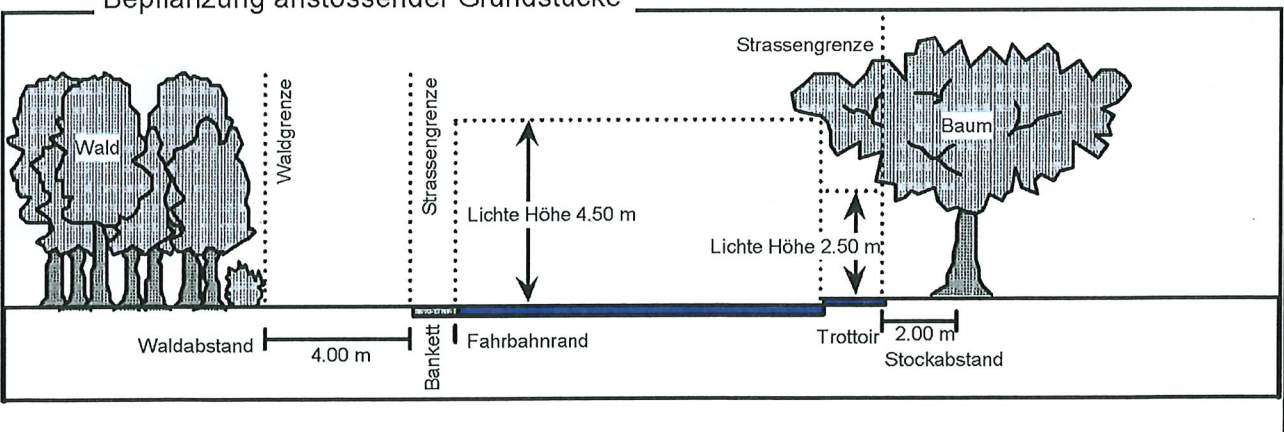 Bepflanzung anstossender Grundstücke
Strassengrenze
Wald
Waldgrenze
Strassengrenze
Baum
Lichte Höhe 4.50 m
Lichte Höhe 2.50 m
Waldabstand
4.00 m
Bankett
Fahrbahnrand
Trottoir
2.00 m
Stockabstand